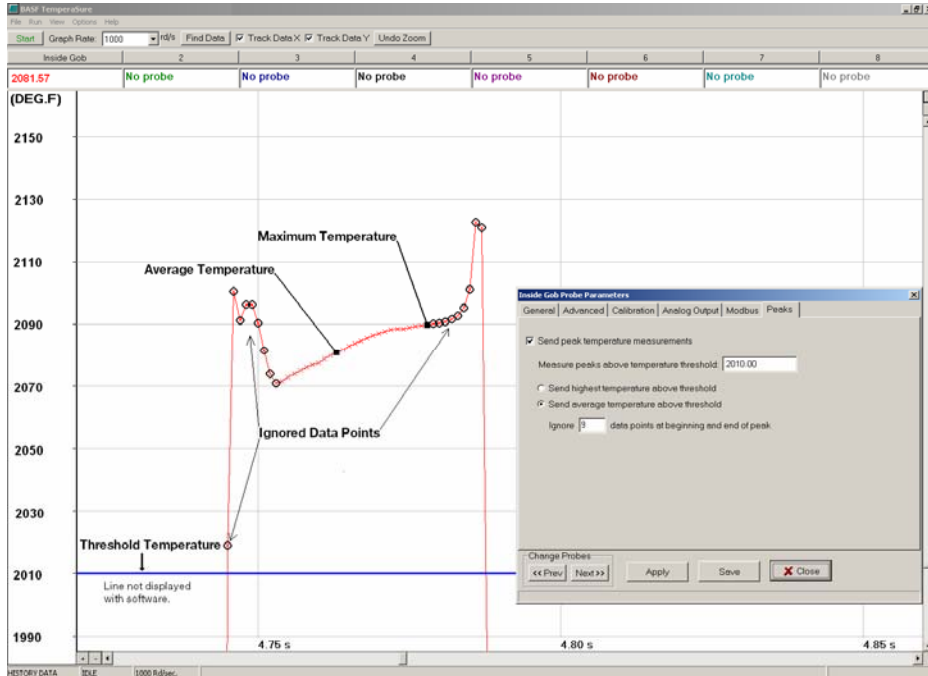 BASF TemperaSure
File Run View Options Help
Start Graph Rate: 1000 rd/s Find Data Track Data X Track Data Y Undo Zoom
Inside Gob 2 3 4 5 6 7 8
2081.57 No probe No probe No probe No probe No probe No probe No probe
(DEG.F)
2150
2130
Maximum Temperature
2110
Average Temperature
2090
2070
Ignored Data Points
2050
2030
Threshold Temperature
2010
Line not displayed
with software.
1990
4.75 s 4.80 s 4.85 s
HISTORY DATA IDLE 1000 Rd/sec.
Inside Gob Probe Parameters
General Advanced Calibration Analog Output Modbus Peaks
Send peak temperature measurements
Measure peaks above temperature threshold: 2010.00
Send highest temperature above threshold
Send average temperature above threshold
Ignore 9 data points at beginning and end of peak
Change Probes
<< Prev Next >> Apply Save Close